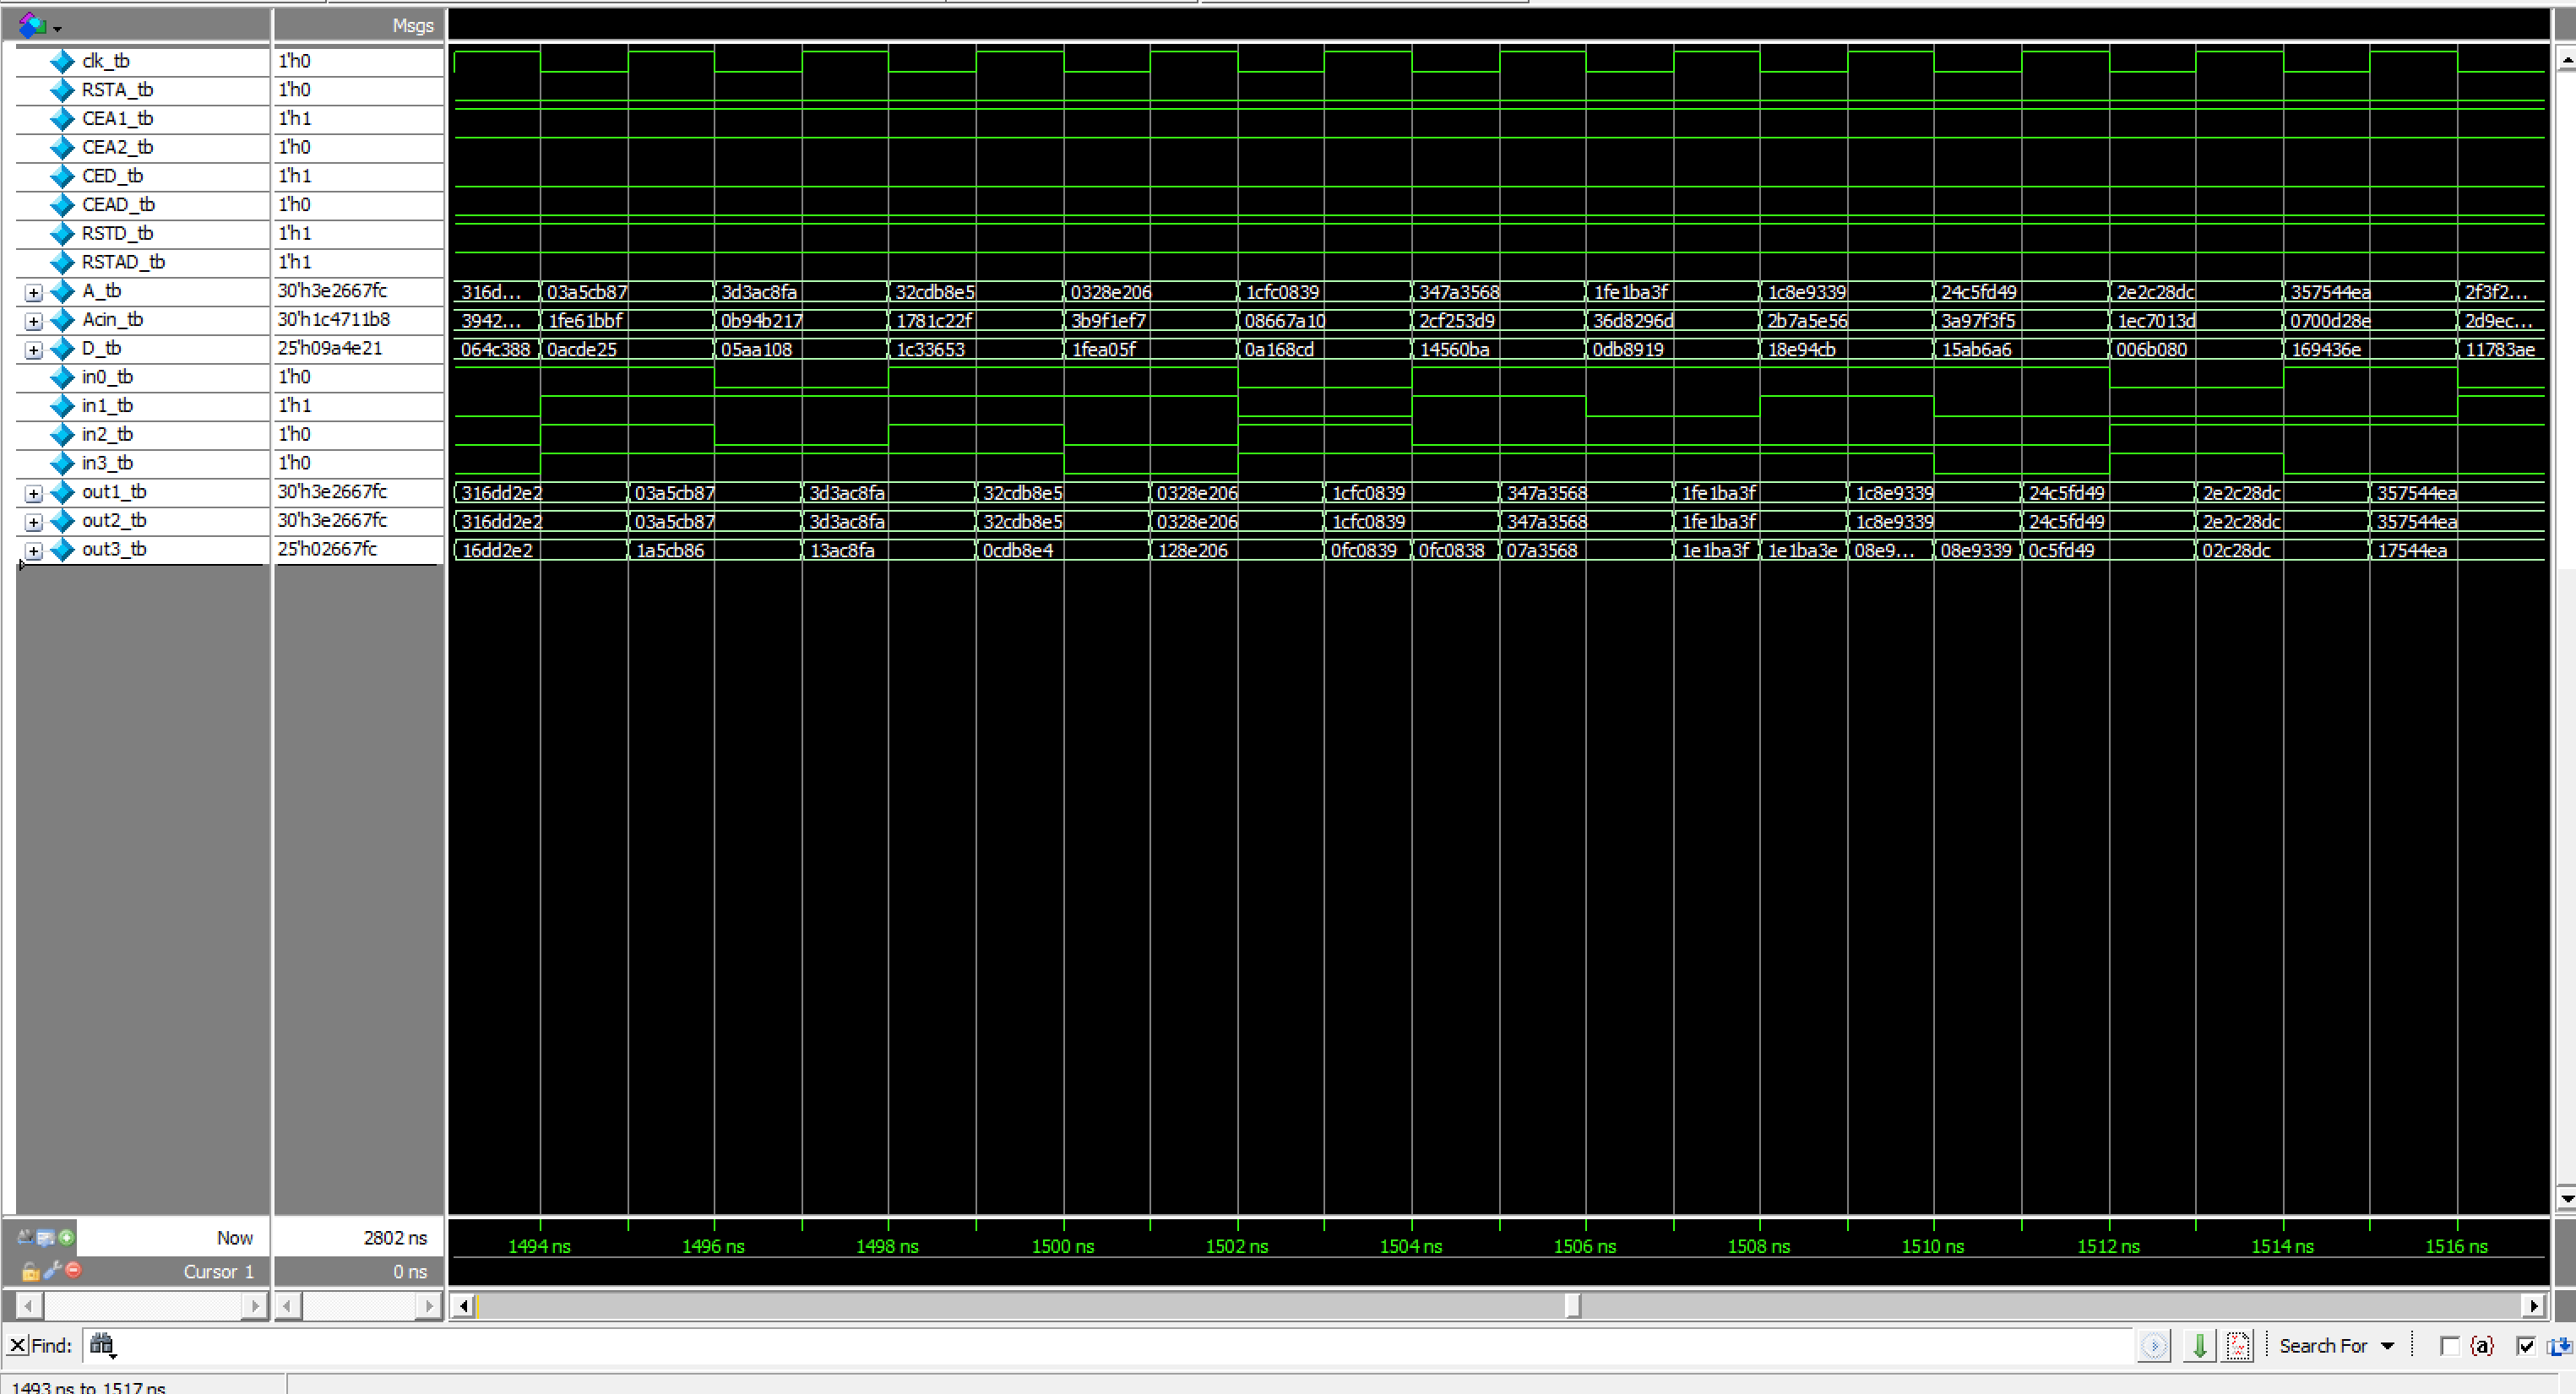 Msgs
clk_tb 1'h0
RSTA_tb 1'h0
CEA1_tb 1'h1
CEA2_tb 1'h0
CED_tb 1'h1
CEAD_tb 1'h0
RSTD_tb 1'h1
RSTAD_tb 1'h1
A_tb 30'h3e2667fc 316d... 03a5cb87 3d3ac8fa 32cdb8e5 0328e206 1cfc0839 347a3568 1fe1ba3f 1c8e9339 24c5fd49 2e2c28dc 357544ea 2f3f2...
Acin_tb 30'h1c4711b8 3942... 1fe61bbf 0b94b217 1781c22f 3b9f1ef7 08667a10 2cf253d9 36d8296d 2b7a5e56 3a97f3f5 1ec7013d 0700d28e 2d9ec...
D_tb 25'h09a4e21 064c388 0acde25 05aa108 1c33653 1fea05f 0a168cd 14560ba 0db8919 18e94cb 15ab6a6 006b080 169436e 11783ae
in0_tb 1'h0
in1_tb 1'h1
in2_tb 1'h0
in3_tb 1'h0
out1_tb 30'h3e2667fc 316dd2e2 03a5cb87 3d3ac8fa 32cdb8e5 0328e206 1cfc0839 347a3568 1fe1ba3f 1c8e9339 24c5fd49 2e2c28dc 357544ea
out2_tb 30'h3e2667fc 316dd2e2 03a5cb87 3d3ac8fa 32cdb8e5 0328e206 1cfc0839 347a3568 1fe1ba3f 1c8e9339 24c5fd49 2e2c28dc 357544ea
out3_tb 25'h02667fc 16dd2e2 1a5cb86 13ac8fa 0cdb8e4 128e206 0fc0839 0fc0838 07a3568 1e1ba3f 1e1ba3e 08e9... 08e9339 0c5fd49 02c28dc 17544ea
Now 2802 ns
1494 ns 1496 ns 1498 ns 1500 ns 1502 ns 1504 ns 1506 ns 1508 ns 1510 ns 1512 ns 1514 ns 1516 ns
Cursor 1 0 ns
Find: Search For {a}
1493 ns to 1517 ns